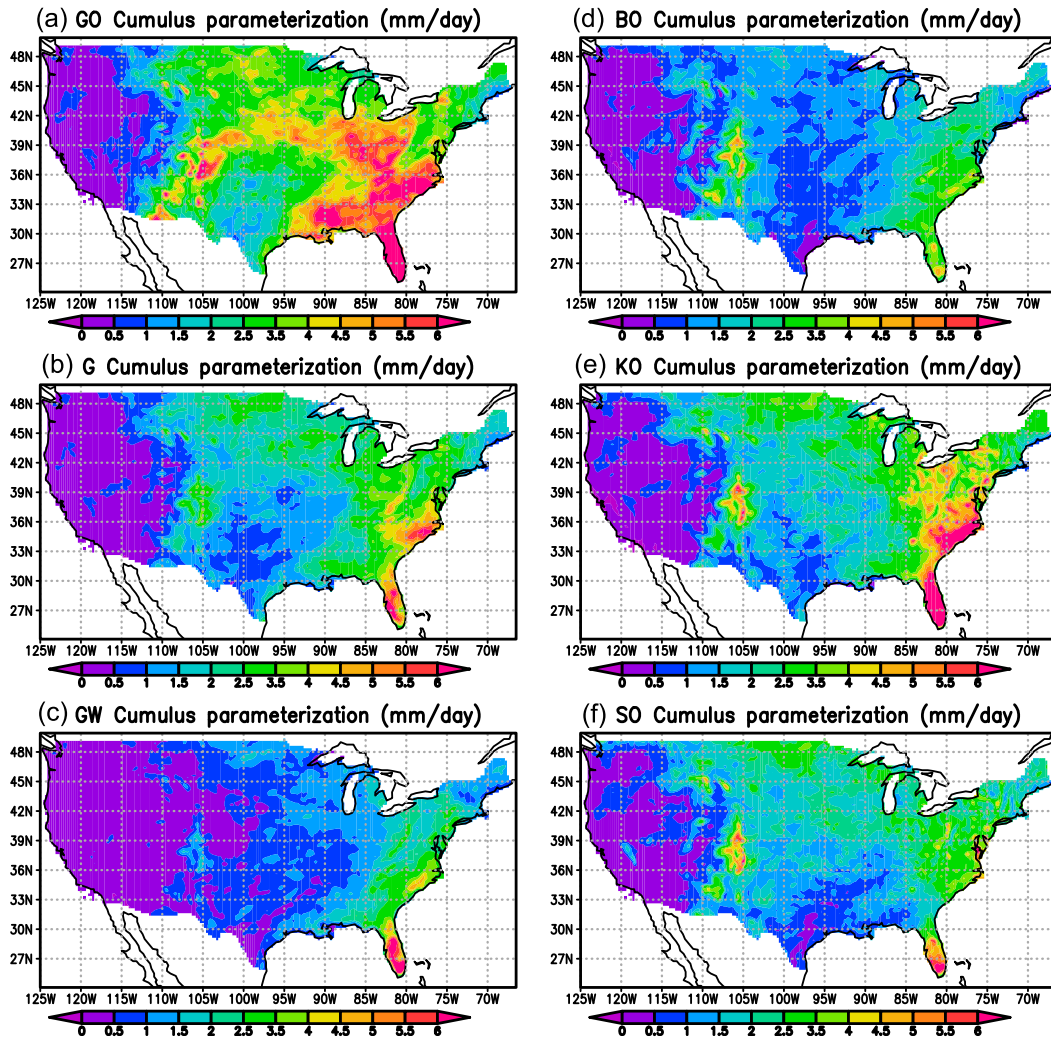 (a) GO Cumulus parameterization (mm/day)
48N
45N
42N
39N
36N
33N
30N
27N
125W 120W 115W 110W 105W 100W 95W 90W 85W 80W 75W 70W
0 0.5 1 1.5 2 2.5 3.5 4 4.5 5 5.5 6
(b) G Cumulus parameterization (mm/day)
48N
45N
42N
39N
36N
33N
30N
27N
125W 120W 115W 110W 105W 100W 95W 90W 85W 80W 75W 70W
0 0.5 1 1.5 2 2.5 3.5 4 4.5 5 5.5 6
(c) GW Cumulus parameterization (mm/day)
48N
45N
42N
39N
36N
33N
30N
27N
125W 120W 115W 110W 105W 100W 95W 90W 85W 80W 75W 70W
0 0.5 1 1.5 2 2.5 3.5 4 4.5 5 5.5 6
(d) BO Cumulus parameterization (mm/day)
48N
45N
42N
39N
36N
33N
30N
27N
125W 120W 115W 110W 105W 100W 95W 90W 85W 80W 75W 70W
0 0.5 1 1.5 2 2.5 3.5 4 4.5 5 5.5 6
(e) KO Cumulus parameterization (mm/day)
48N
45N
42N
39N
36N
33N
30N
27N
125W 120W 115W 110W 105W 100W 95W 90W 85W 80W 75W 70W
0 0.5 1 1.5 2 2.5 3.5 4 4.5 5 5.5 6
(f) SO Cumulus parameterization (mm/day)
48N
45N
42N
39N
36N
33N
30N
27N
125W 120W 115W 110W 105W 100W 95W 90W 85W 80W 75W 70W
0 0.5 1 1.5 2 2.5 3.5 4 4.5 5 5.5 6